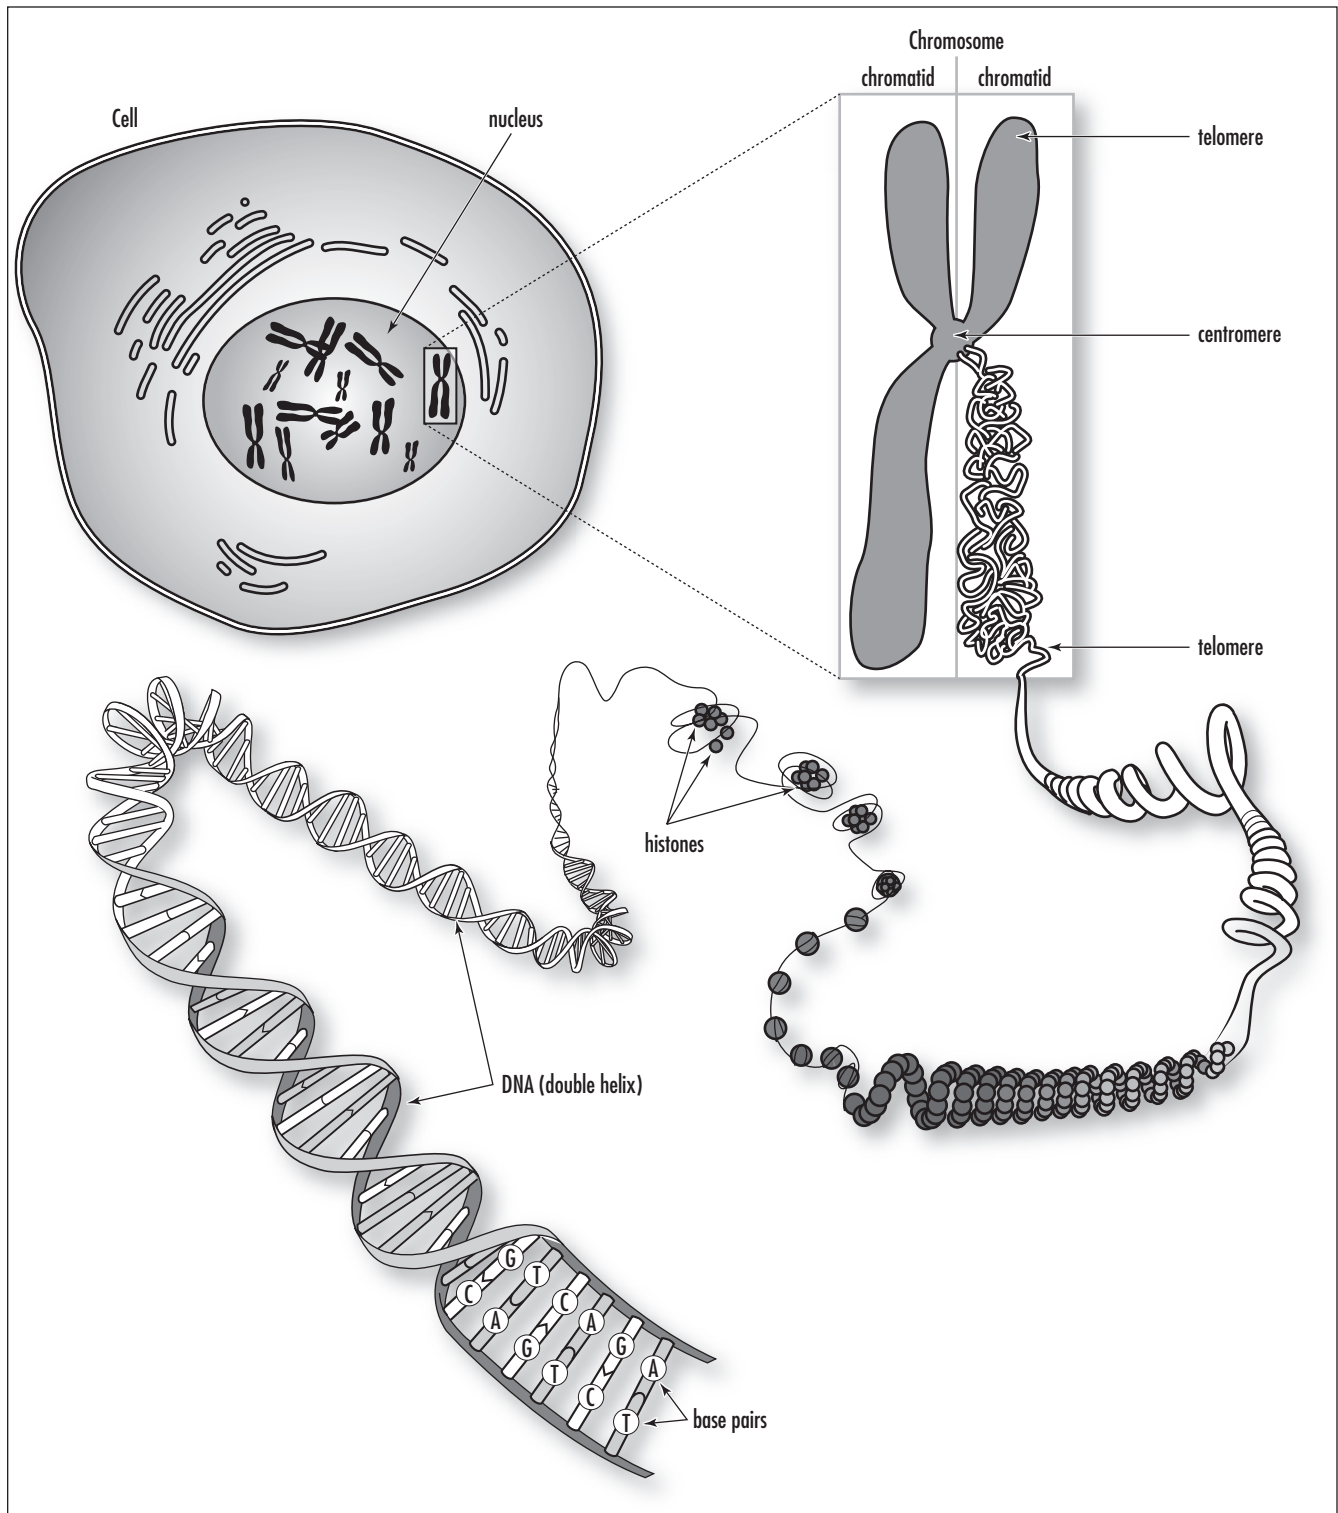 Chromosome
chromatid chromatid
Cell
nucleus
telomere
centromere
telomere
histones
DNA (double helix)
G
C
T
A
C
G
A
T
G
C
A
T
base pairs